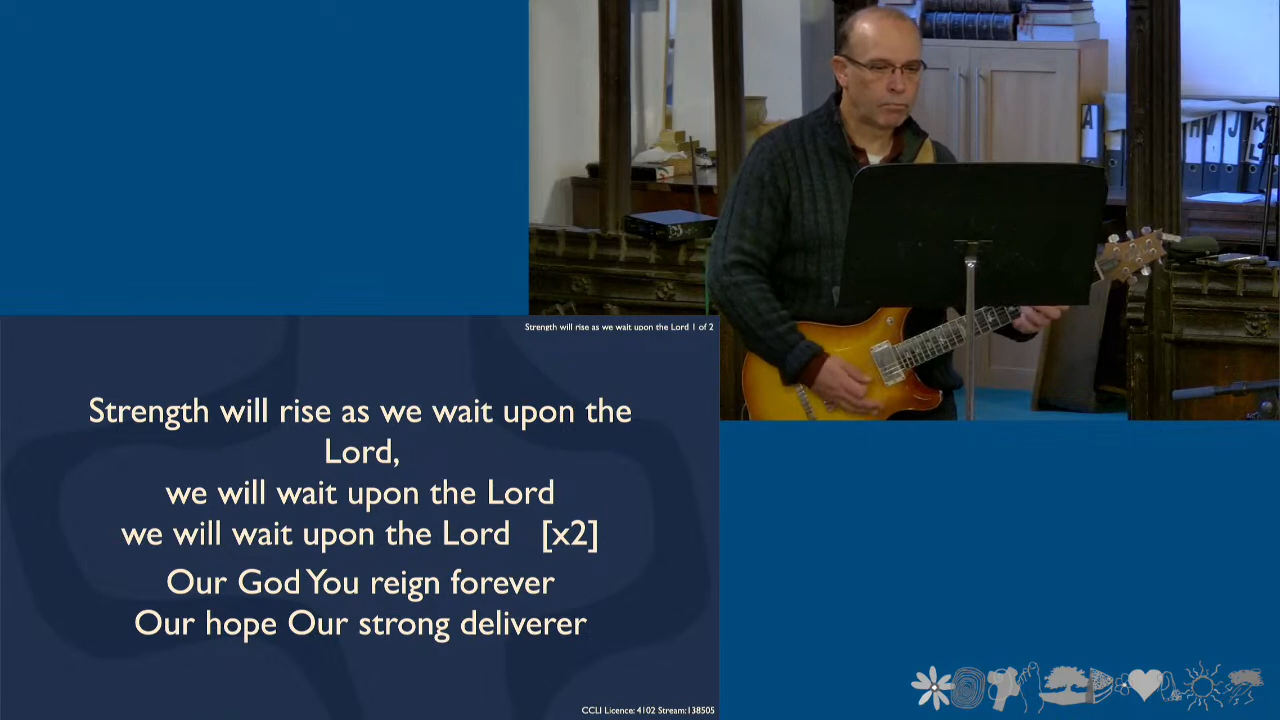 A
H V J K
L
Strength will rise as we wait upon the Lord 1 of 2
Strength will rise as we wait upon the
Lord,
we will wait upon the Lord
we will wait upon the Lord [x2]
Our God You reign forever
Our hope Our strong deliverer
CCLI Licence: 4102 Stream:138505